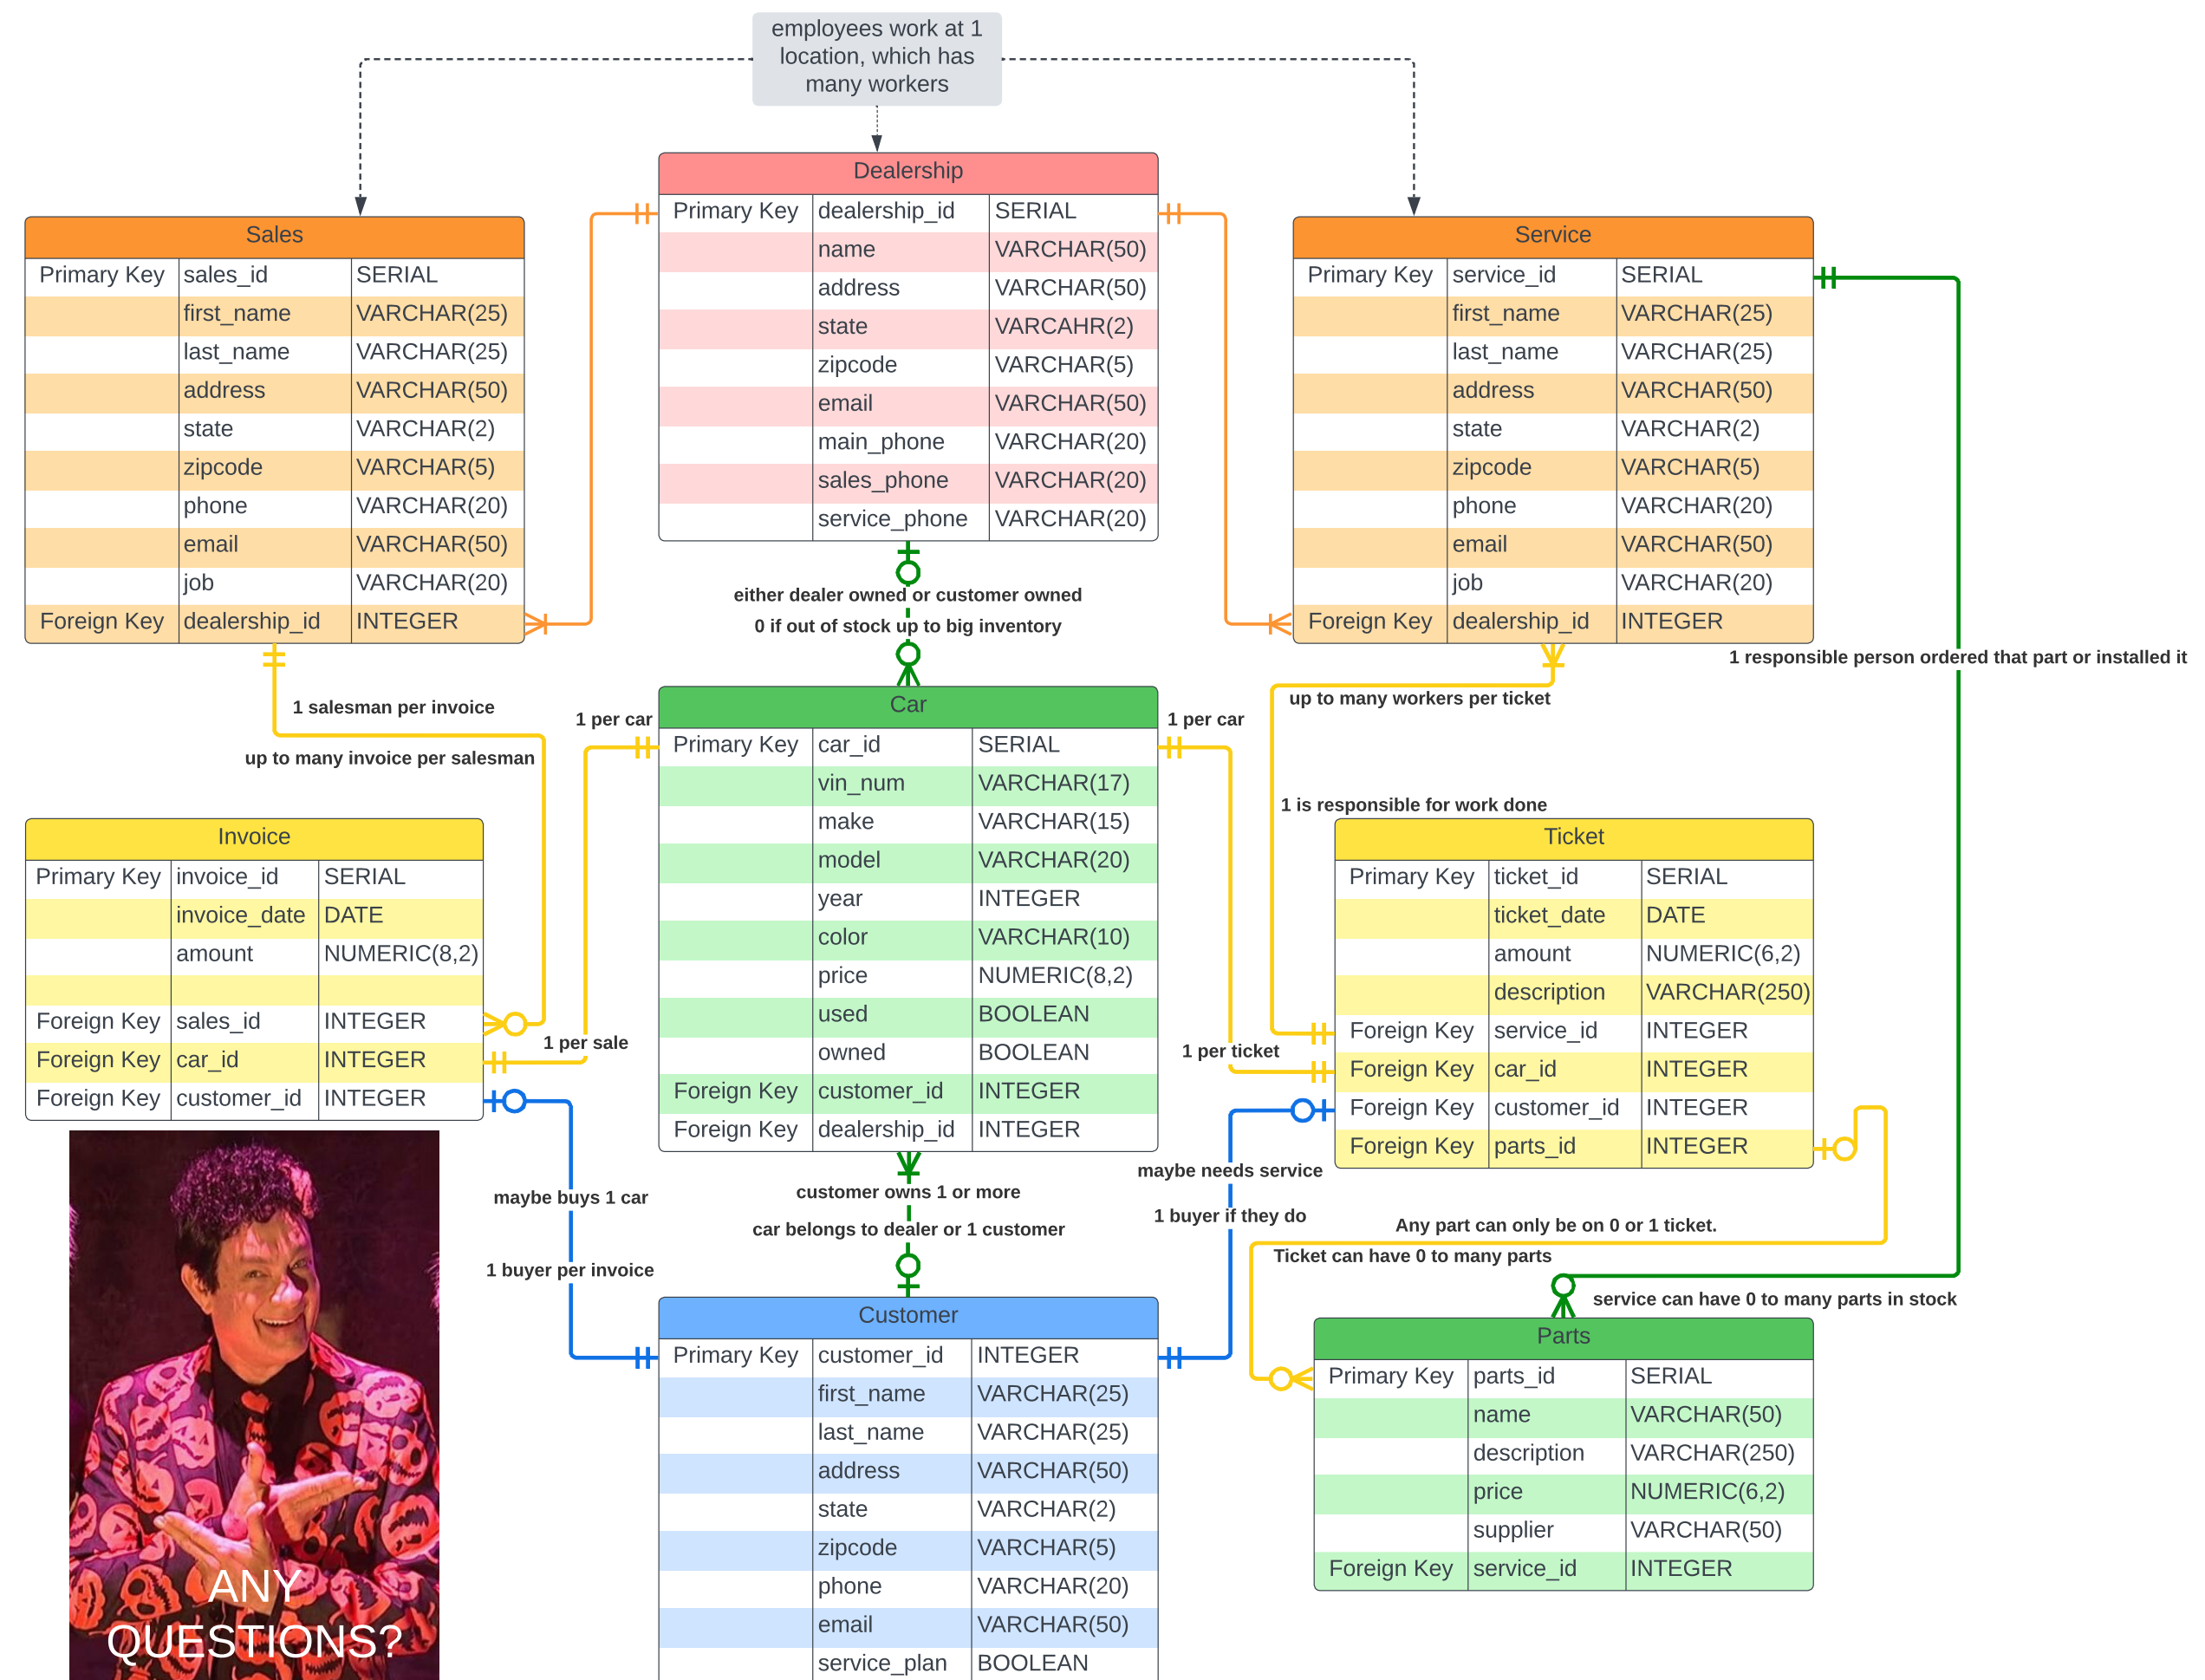 employees work at 1
location, which has
many workers
Dealership
Primary Key dealership_id SERIAL
name VARCHAR(50)
address VARCHAR(50)
state VARCAHR(2)
zipcode VARCHAR(5)
email VARCHAR(50)
main_phone VARCHAR(20)
sales_phone VARCHAR(20)
service_phone VARCHAR(20)
Sales
Primary Key sales_id SERIAL
first_name VARCHAR(25)
last_name VARCHAR(25)
address VARCHAR(50)
state VARCHAR(2)
zipcode VARCHAR(5)
phone VARCHAR(20)
email VARCHAR(50)
job VARCHAR(20)
Foreign Key dealership_id INTEGER
Service
Primary Key service_id SERIAL
first_name VARCHAR(25)
last_name VARCHAR(25)
address VARCHAR(50)
state VARCHAR(2)
zipcode VARCHAR(5)
phone VARCHAR(20)
email VARCHAR(50)
job VARCHAR(20)
Foreign Key dealership_id INTEGER
either dealer owned or customer owned
0 if out of stock up to big inventory
1 responsible person ordered that part or installed it
1 salesman per invoice
up to many invoice per salesman
1 per car
1 per car
up to many workers per ticket
1 is responsible for work done
Car
Primary Key car_id SERIAL
vin_num VARCHAR(17)
make VARCHAR(15)
model VARCHAR(20)
year INTEGER
color VARCHAR(10)
price NUMERIC(8,2)
used BOOLEAN
owned BOOLEAN
Foreign Key customer_id INTEGER
Foreign Key dealership_id INTEGER
Invoice
Primary Key invoice_id SERIAL
invoice_date DATE
amount NUMERIC(8,2)
Foreign Key sales_id INTEGER
Foreign Key car_id INTEGER
Foreign Key customer_id INTEGER
1 per sale
1 per ticket
Ticket
Primary Key ticket_id SERIAL
ticket_date DATE
amount NUMERIC(6,2)
description VARCHAR(250)
Foreign Key service_id INTEGER
Foreign Key car_id INTEGER
Foreign Key customer_id INTEGER
Foreign Key parts_id INTEGER
maybe buys 1 car
1 buyer per invoice
customer owns 1 or more
car belongs to dealer or 1 customer
maybe needs service
1 buyer if they do
Any part can only be on 0 or 1 ticket.
Ticket can have 0 to many parts
service can have 0 to many parts in stock
Customer
Primary Key customer_id INTEGER
first_name VARCHAR(25)
last_name VARCHAR(25)
address VARCHAR(50)
state VARCHAR(2)
zipcode VARCHAR(5)
phone VARCHAR(20)
email VARCHAR(50)
service_plan BOOLEAN
Parts
Primary Key parts_id SERIAL
name VARCHAR(50)
description VARCHAR(250)
price NUMERIC(6,2)
supplier VARCHAR(50)
Foreign Key service_id INTEGER
ANY
QUESTIONS?